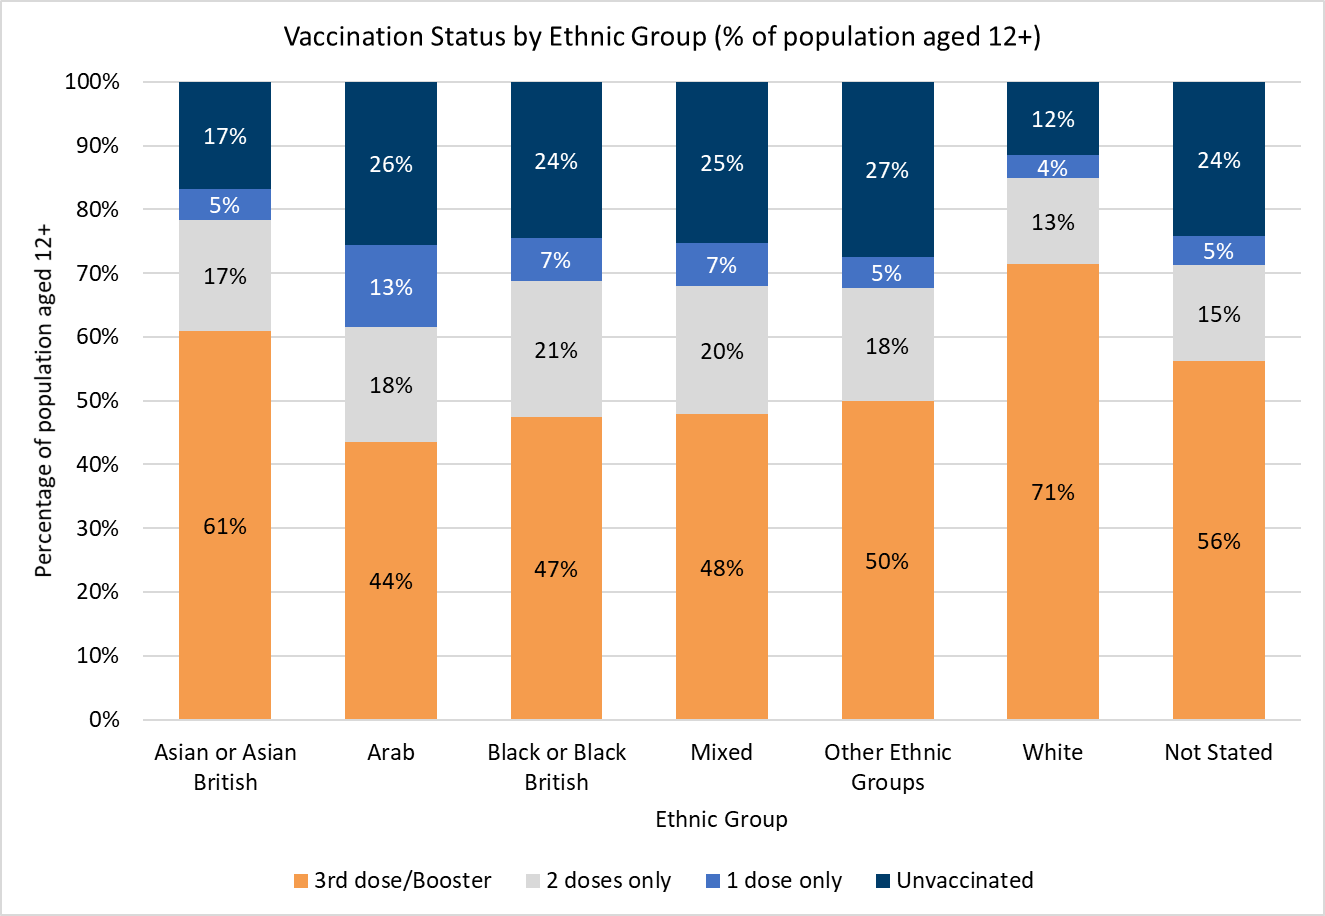 Vaccination Status by Ethnic Group (% of population aged 12+)
Percentage of population aged 12+
100%
90%
80%
70%
60%
50%
40%
30%
20%
10%
0%
17%
5%
17%
61%
26%
13%
18%
44%
24%
7%
21%
47%
25%
7%
20%
48%
27%
5%
18%
50%
12%
4%
13%
71%
24%
5%
15%
56%
Asian or Asian
British
Arab
Black or Black
British
Mixed
Other Ethnic
Groups
White
Not Stated
Ethnic Group
3rd dose/Booster
2 doses only
1 dose only
Unvaccinated